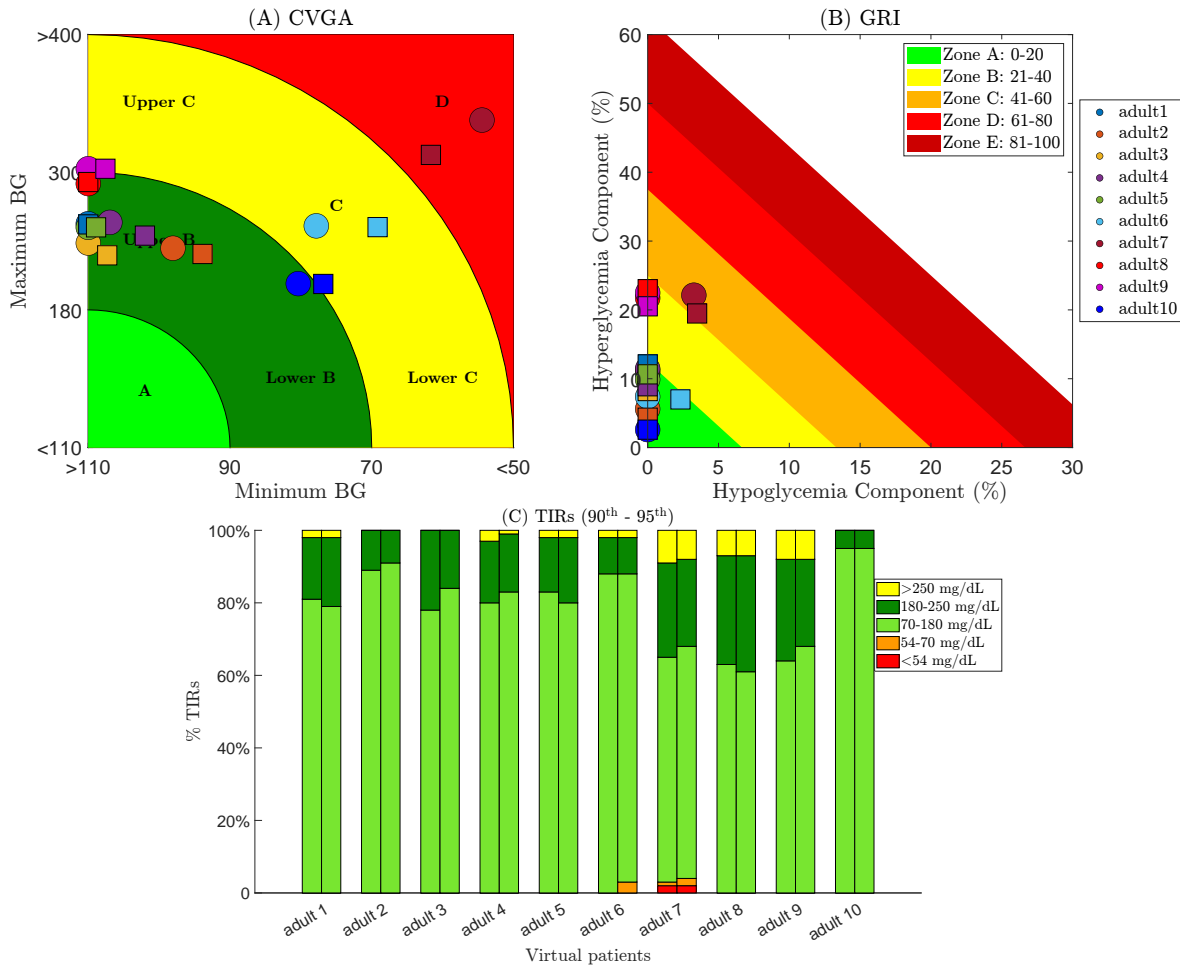 (A) CVGA
>400
300
180
<110
Maximum BG
Upper C
D
C
Upper B
Lower B
Lower C
A
>110
90
70
<50
Minimum BG
(B) GRI
60
50
40
30
20
10
0
Hyperglycemia Component (%)
Zone A: 0-20
Zone B: 21-40
Zone C: 41-60
Zone D: 61-80
Zone E: 81-100
0
5
10
15
20
25
30
Hypoglycemia Component (%)
adult1
adult2
adult3
adult4
adult5
adult6
adult7
adult8
adult9
adult10
(C) TIRs (90th - 95th)
100%
80%
60%
40%
20%
0
% TIRs
>250 mg/dL
180-250 mg/dL
70-180 mg/dL
54-70 mg/dL
<54 mg/dL
adult 1
adult 2
adult 3
adult 4
adult 5
adult 6
adult 7
adult 8
adult 9
adult 10
Virtual patients